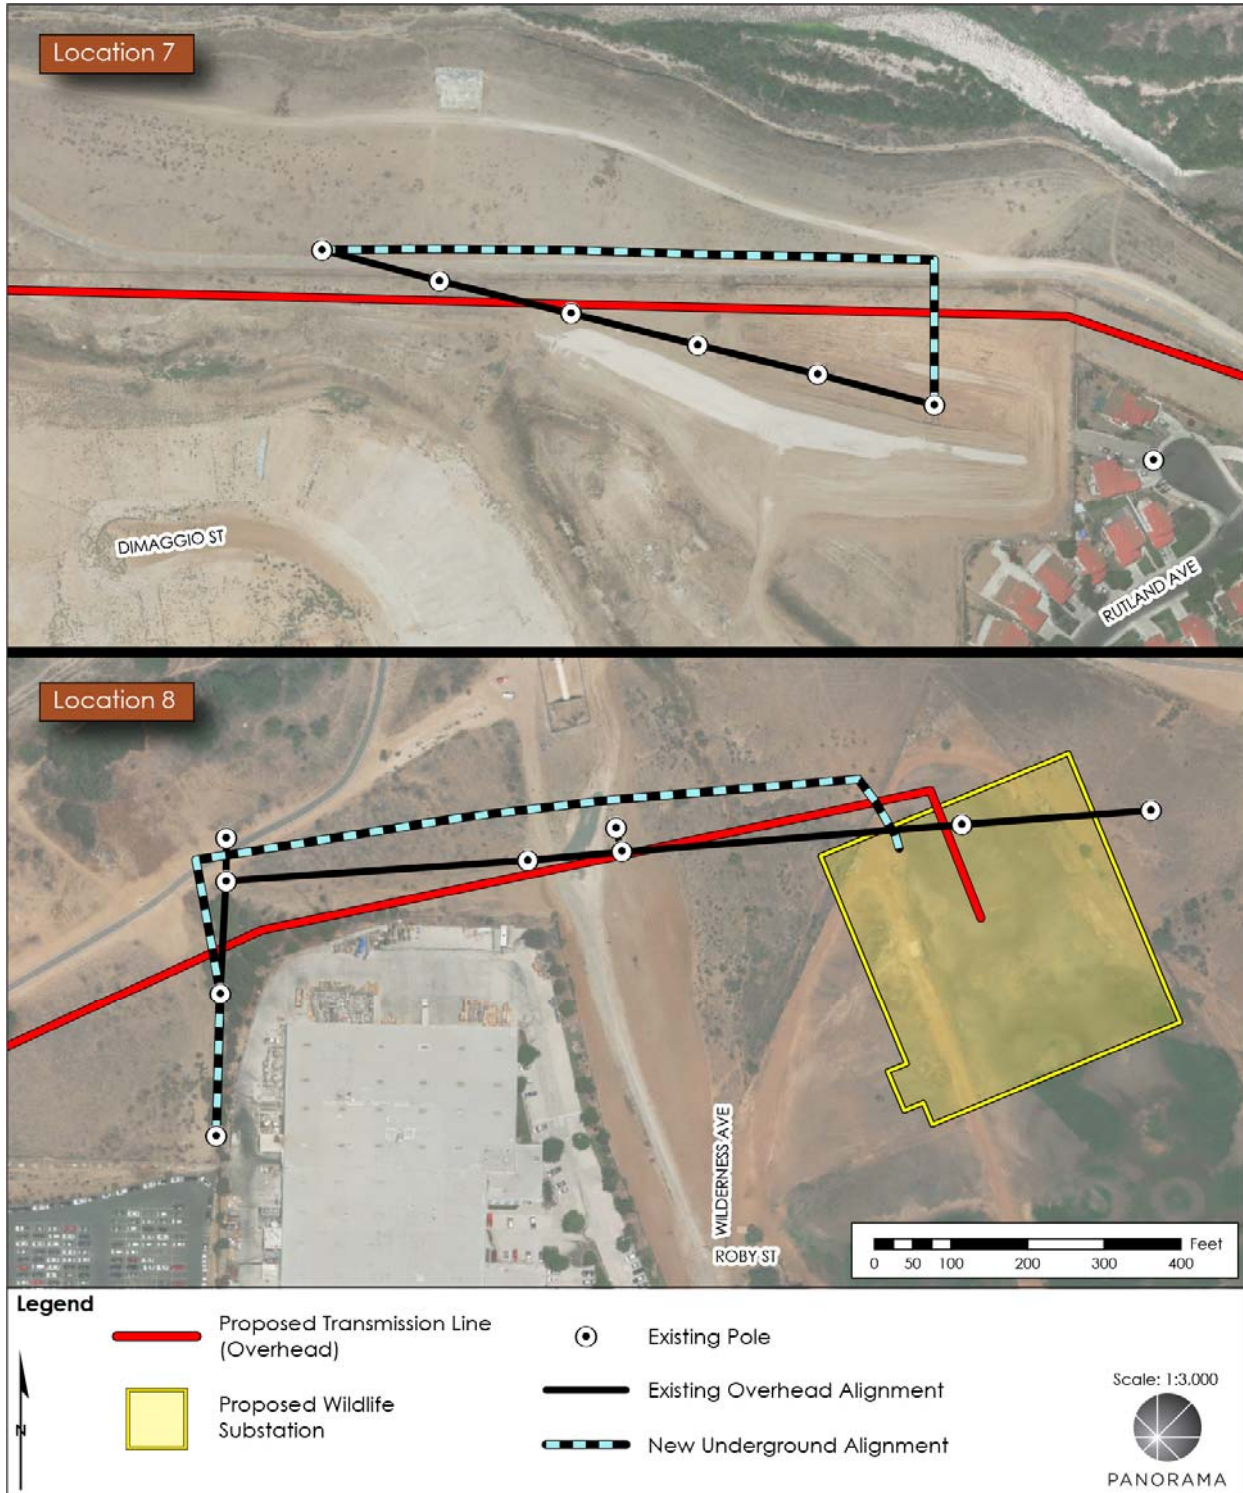 Location 7
DIMAGGIO ST
RUTLAND AVE
Location 8
WILDERNESS AVE
ROBY ST
Feet
0 50 100 200 300 400
Legend
Proposed Transmission Line
(Overhead)
Existing Pole
Proposed Wildlife
Substation
Existing Overhead Alignment
New Underground Alignment
N
Scale: 1:3,000
PANORAMA